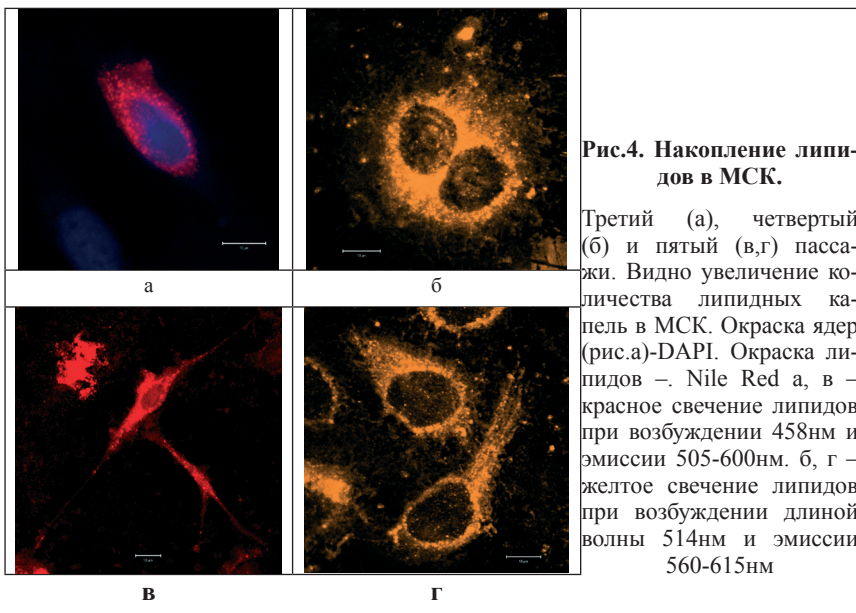 а
б
в
г
Рис.4. Накопление липи-
дов в МСК.
Третий (а), четвертый
(б) и пятый (в,г) пасса-
жи. Видно увеличение ко-
личества липидных ка-
пель в МСК. Окраска ядер
(рис.а)-DAPI. Окраска ли-
пидов –. Nile Red а, в –
красное свечение липидов
при возбуждении 458нм и
эмиссии 505-600нм. б, г –
желтое свечение липидов
при возбуждении длиной
волны 514нм и эмиссии
560-615нм